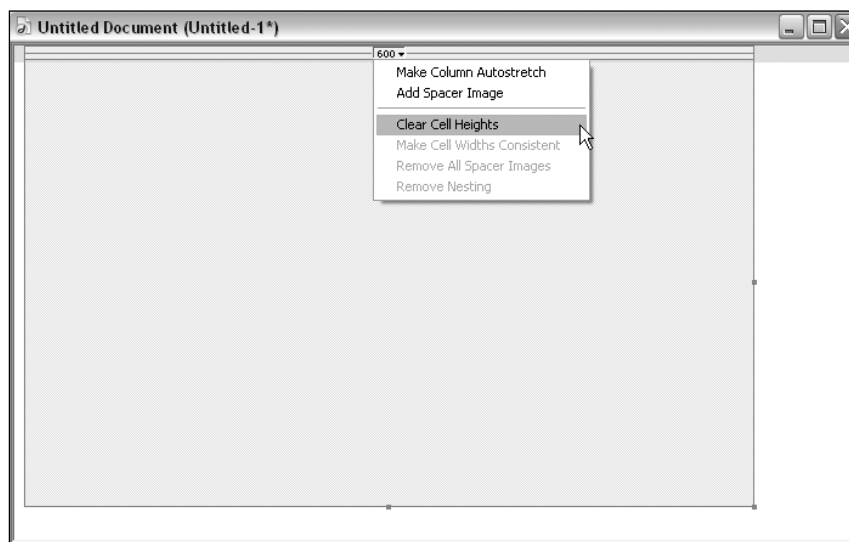 Untitled Document (Untitled-1*)
600
Make Column Autostretch
Add Spacer Image
Clear Cell Heights
Make Cell Widths Consistent
Remove All Spacer Images
Remove Nesting